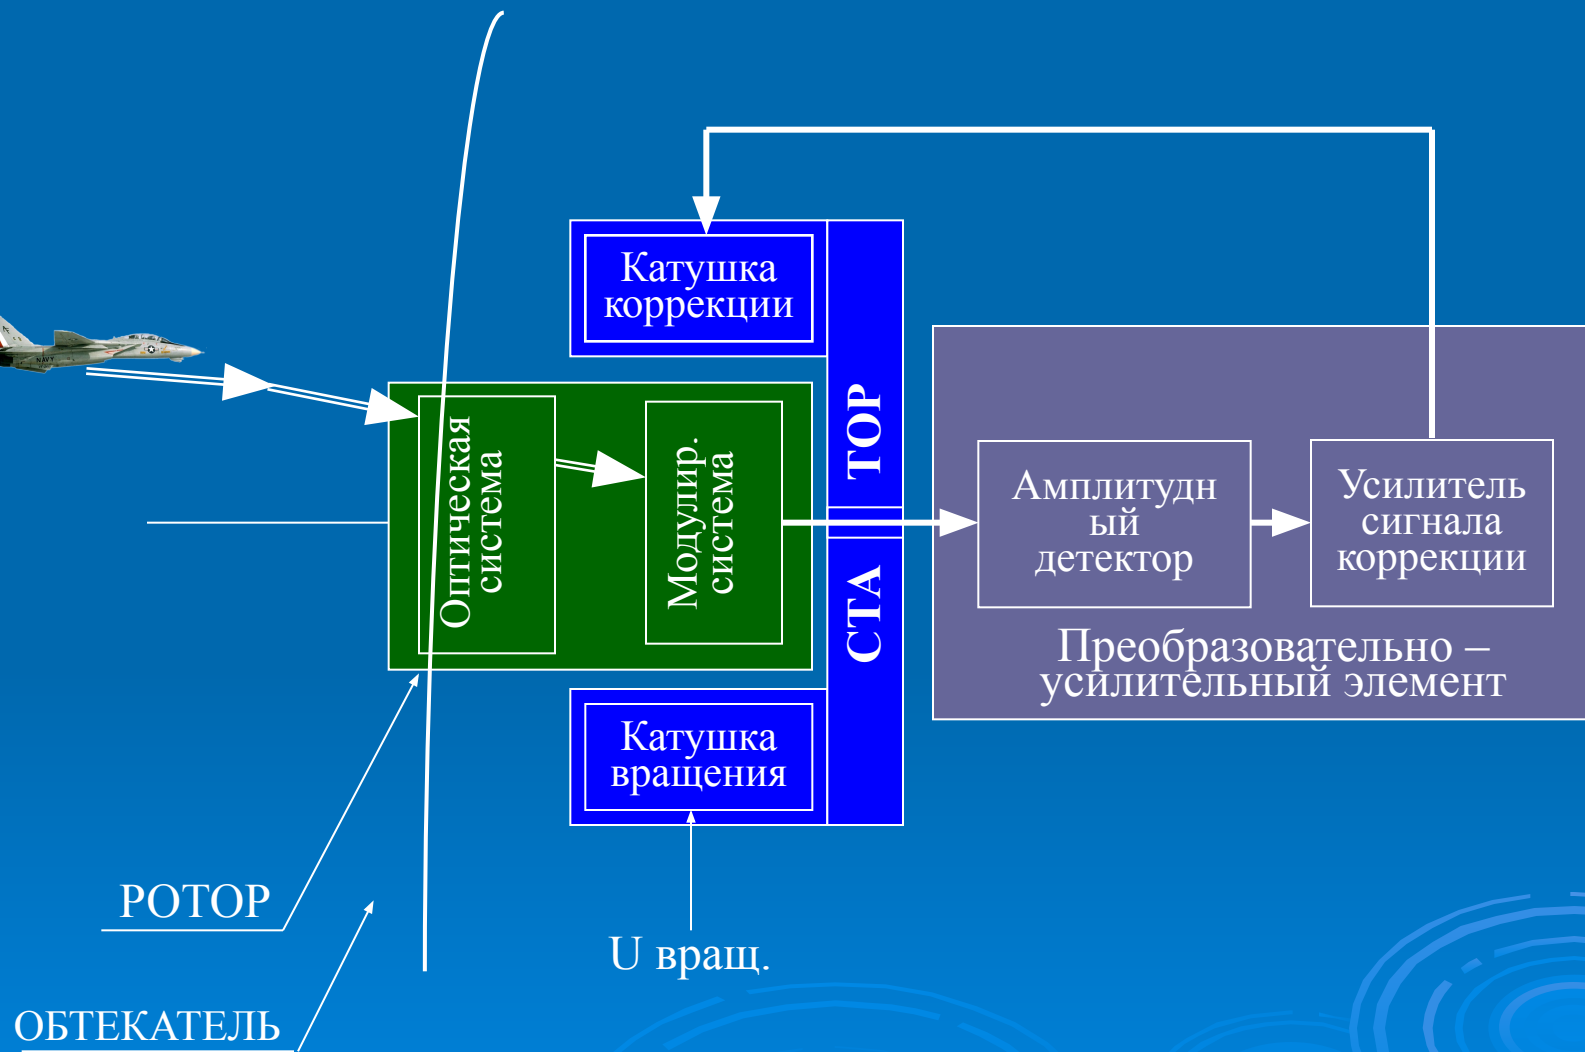 Катушка
коррекции
Оптическая
система
Модулир.
система
СТА ТОР
Амплитудн
ый
детектор
Усилитель
сигнала
коррекции
Преобразовательно –
усилительный элемент
Катушка
вращения
РОТОР
U вращ.
ОБТЕКАТЕЛЬ
NAVY